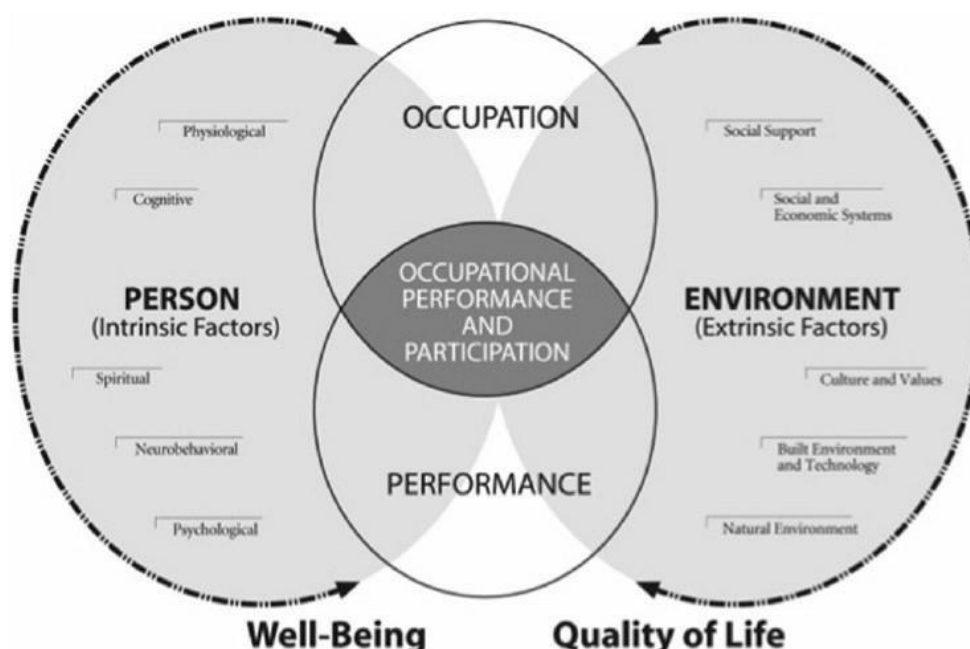 OCCUPATION
Physiological
Cognitive
PERSON
(Intrinsic Factors)
Spiritual
Neurobehavioral
Psychological
OCCUPATIONAL
PERFORMANCE
AND
PARTICIPATION
PERFORMANCE
Social Support
Social and
Economic Systems
ENVIRONMENT
(Extrinsic Factors)
Culture and Values
Built Environment
and Technology
Natural Environment
Well-Being
Quality of Life